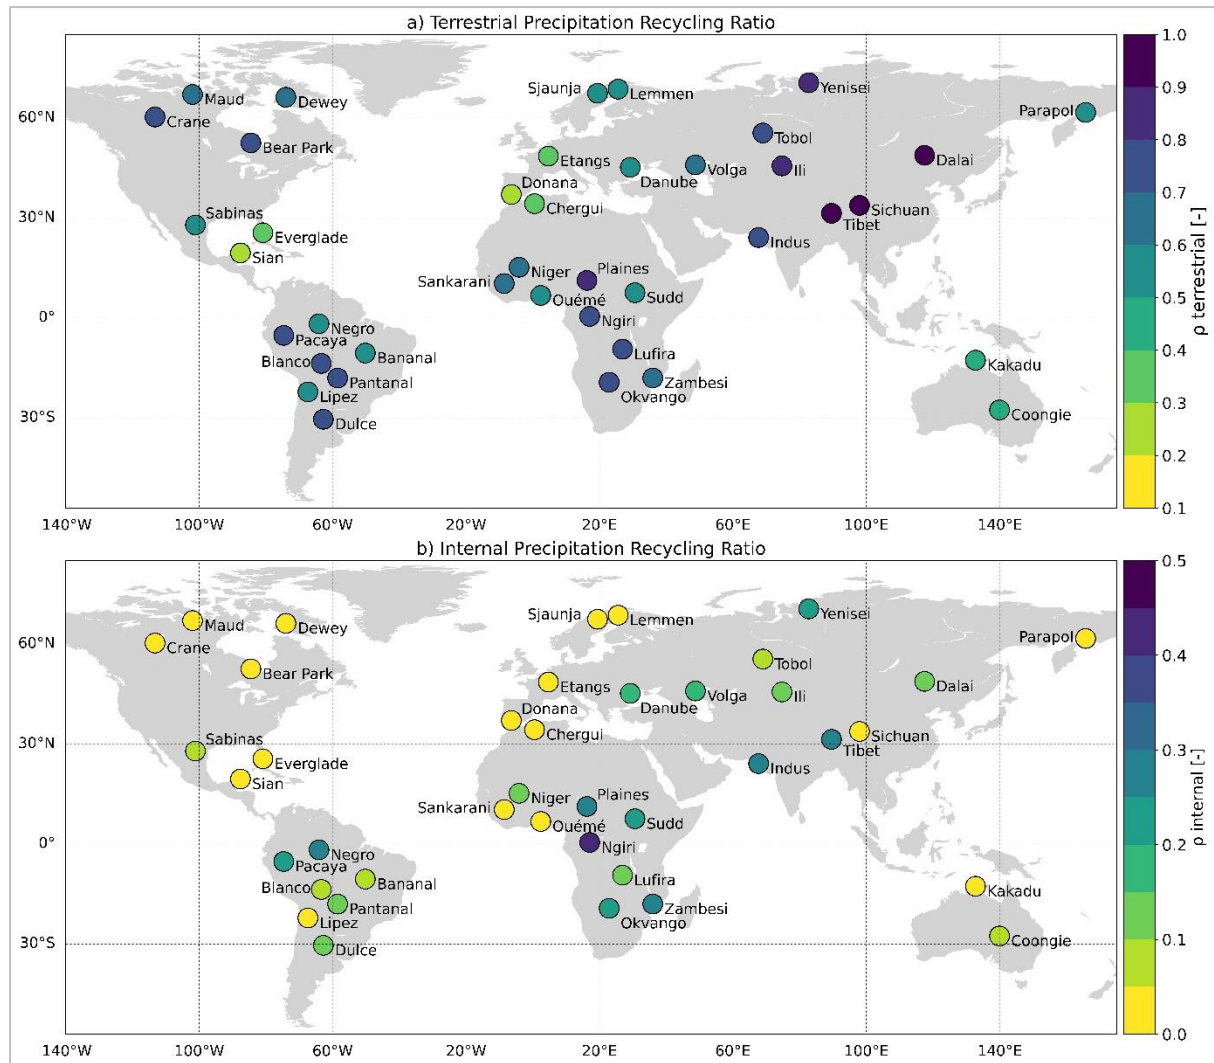 a) Terrestrial Precipitation Recycling Ratio
60°N
30°N
0°
30°S
140°W
100°W
60°W
20°W
20°E
60°E
100°E
140°E
Maud
Dewey
Crane
Bear Park
Sabinas
Everglade
Sian
Negro
Pacaya
Blanco
Bananal
Pantanal
Lipez
Dulce
Sjaunja
Lemmen
Etangs
Donana
Chergui
Danube
Volga
Yenisei
Tobol
Ili
Parapol
Dalai
Sichuan
Tibet
Indus
Niger
Plaines
Sankarani
Ouémé
Sudd
Ngiri
Lufira
Zambesi
Okvango
Kakadu
Coongie
1.0
0.9
0.8
0.7
0.6
0.5
0.4
0.3
0.2
0.1
ρ terrestrial [-]
b) Internal Precipitation Recycling Ratio
60°N
30°N
0°
30°S
140°W
100°W
60°W
20°W
20°E
60°E
100°E
140°E
Maud
Dewey
Crane
Bear Park
Sabinas
Everglade
Sian
Negro
Pacaya
Blanco
Bananal
Pantanal
Lipez
Dulce
Sjaunja
Lemmen
Etangs
Donana
Chergui
Danube
Volga
Yenisei
Tobol
Ili
Parapol
Dalai
Sichuan
Tibet
Indus
Niger
Plaines
Sankarani
Ouémé
Sudd
Ngiri
Lufira
Zambesi
Okvango
Kakadu
Coongie
0.5
0.4
0.3
0.3
0.2
0.1
0.1
0.0
ρ internal [-]